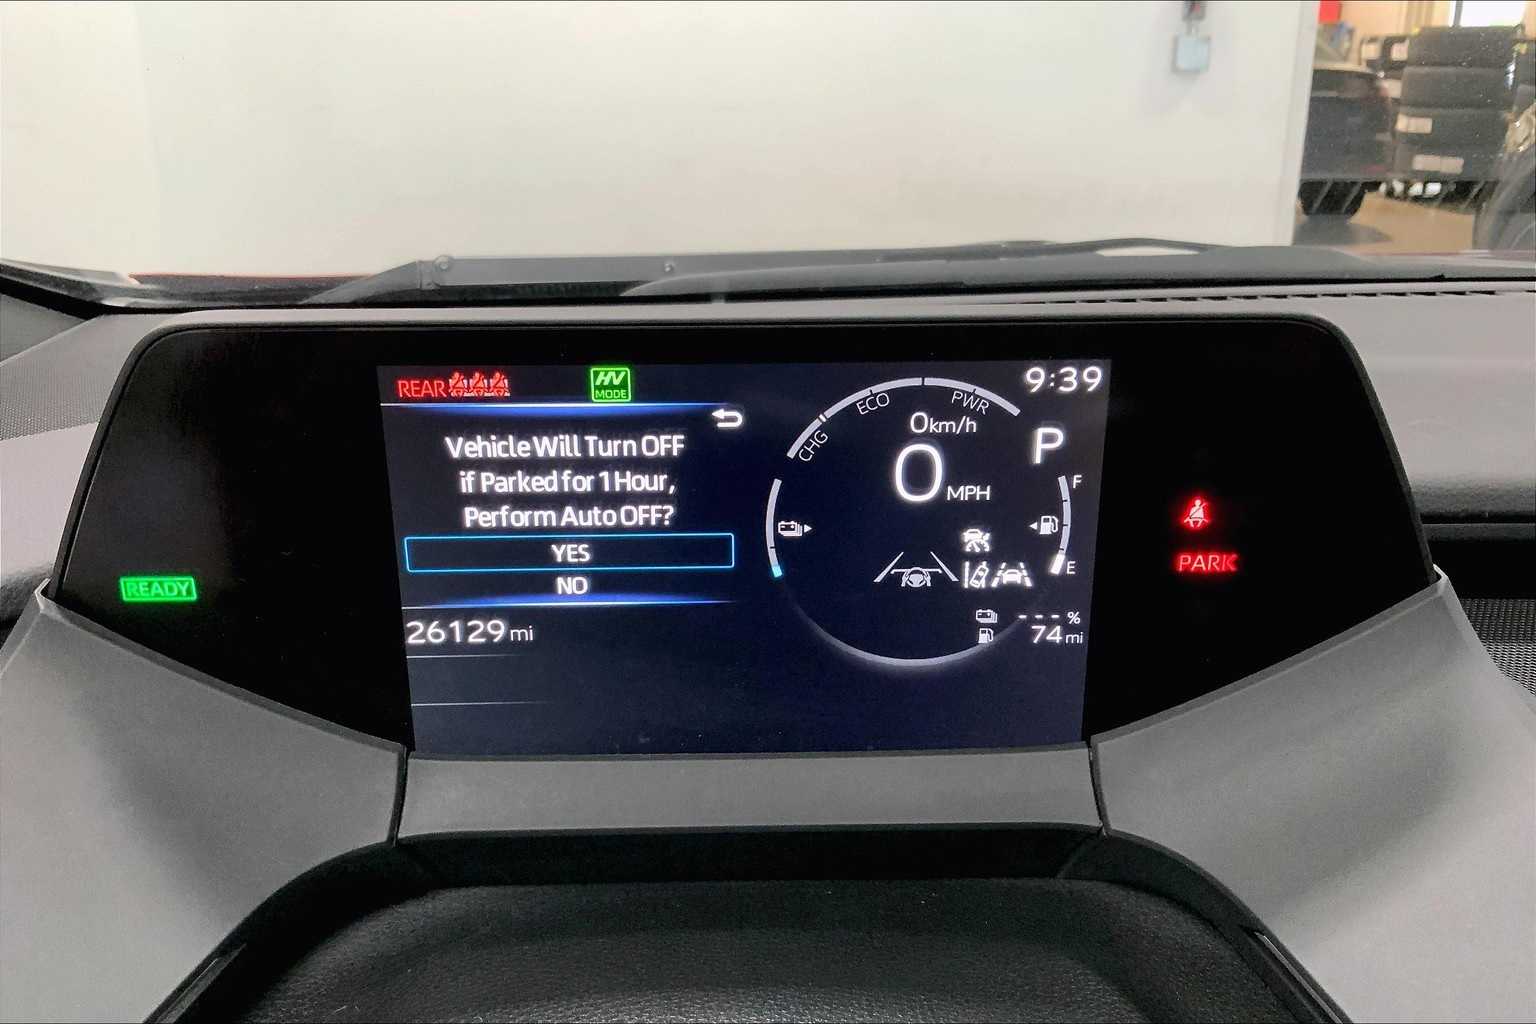 REAR
HV
MODE
9:39
Vehicle Will Turn OFF
if Parked for 1 Hour,
Perform Auto OFF?
YES
NO
26129 mi
CHG
ECO
PWR
0 km/h
0 MPH
P
F
E
- - - %
74 mi
READY
PARK